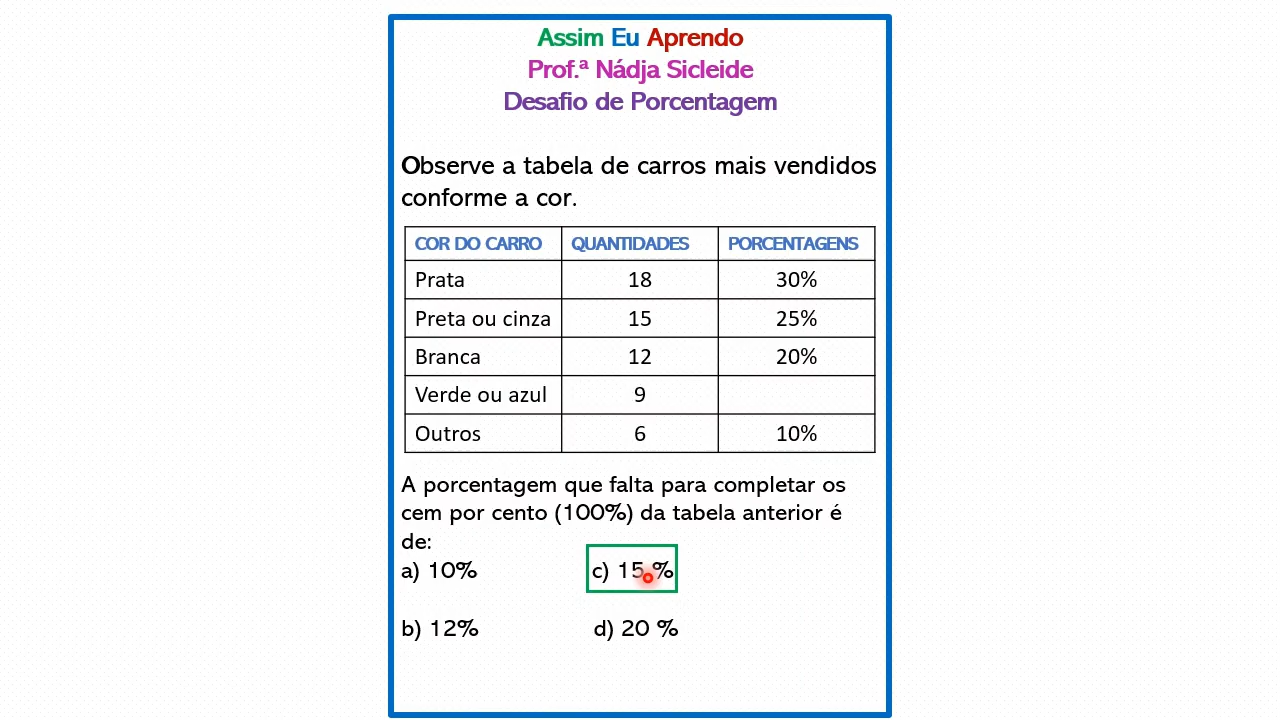 Assim Eu Aprendo
Prof.ª Nádja Sicleide
Desafio de Porcentagem
Observe a tabela de carros mais vendidos
conforme a cor.
COR DO CARRO QUANTIDADES PORCENTAGENS
Prata 18 30%
Preta ou cinza 15 25%
Branca 12 20%
Verde ou azul 9
Outros 6 10%
A porcentagem que falta para completar os
cem por cento (100%) da tabela anterior é
de:
a) 10% c) 15 %
b) 12% d) 20 %